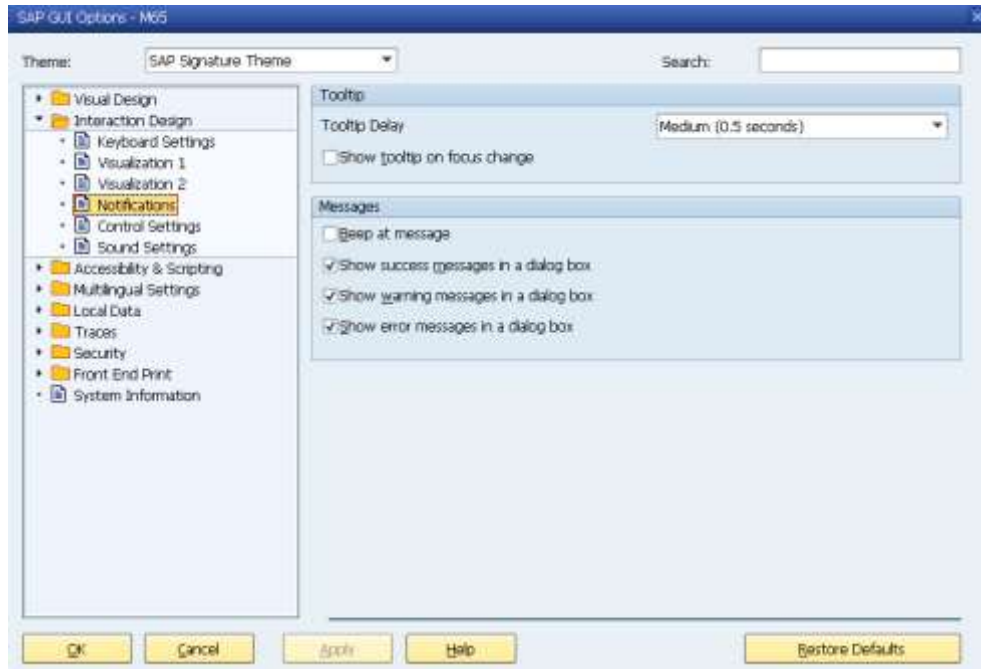 SAP GUI Options - M65
Theme: SAP Signature Theme Search:
Visual Design
Interaction Design
Keyboard Settings
Visualization 1
Visualization 2
Notifications
Control Settings
Sound Settings
Accessibility & Scripting
Multilingual Settings
Local Data
Traces
Security
Front End Print
System Information
Tooltip
Tooltip Delay Medium (0.5 seconds)
Show tooltip on focus change
Messages
Beep at message
Show success messages in a dialog box
Show warning messages in a dialog box
Show error messages in a dialog box
OK Cancel Apply Help Restore Defaults